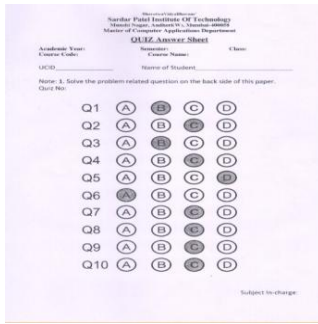 Bharatiya Vidya Bhavan's
Sardar Patel Institute Of Technology
Munshi Nagar, Andheri(W), Mumbai-400058
Master of Computer Applications Department
QUIZ Answer Sheet
Academic Year: Semester: Class:
Course Code: Course Name:
UCID Name of Student
Note: 1. Solve the problem related question on the back side of this paper.
Quiz No:
Q1 A B C D
Q2 A B C D
Q3 A B C D
Q4 A B C D
Q5 A B C D
Q6 A B C D
Q7 A B C D
Q8 A B C D
Q9 A B C D
Q10 A B C D
Subject In-charge: